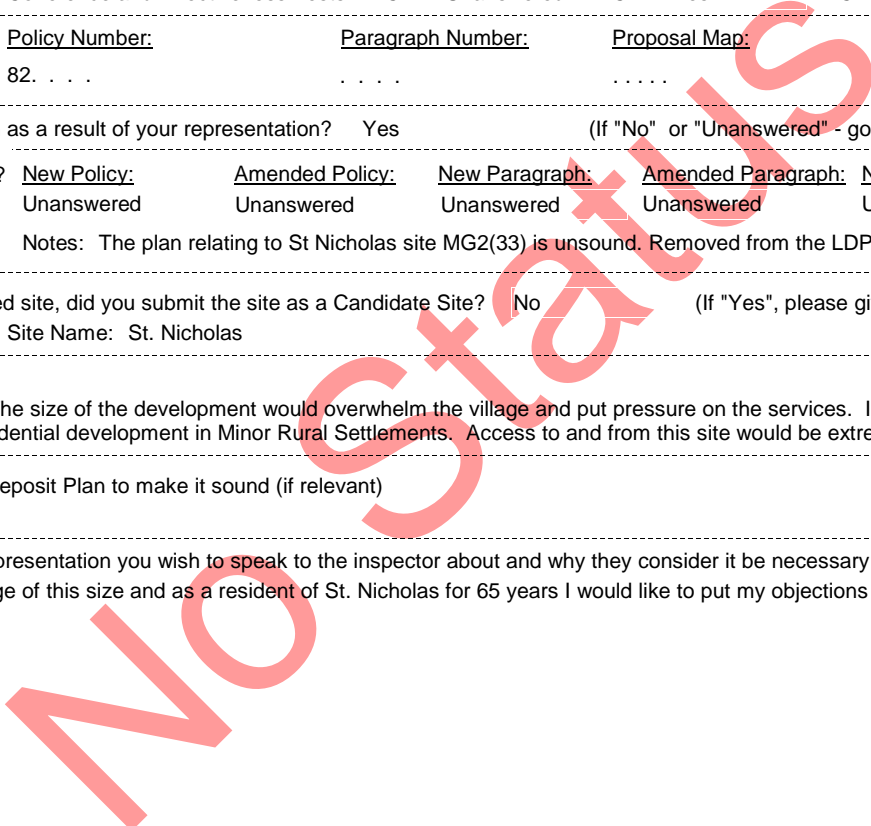 Policy Number: Paragraph Number: Proposal Map:
82. . . . . . . . . . . . .
as a result of your representation? Yes (If "No" or "Unanswered" - go
? New Policy: Amended Policy: New Paragraph: Amended Paragraph:
Unanswered Unanswered Unanswered Unanswered
Notes: The plan relating to St Nicholas site MG2(33) is unsound. Removed from the LDP
ed site, did you submit the site as a Candidate Site? No (If "Yes", please gi
Site Name: St. Nicholas
he size of the development would overwhelm the village and put pressure on the services. I
dential development in Minor Rural Settlements. Access to and from this site would be extre
eposit Plan to make it sound (if relevant)
presentation you wish to speak to the inspector about and why they consider it be necessary
ge of this size and as a resident of St. Nicholas for 65 years I would like to put my objections
No Status